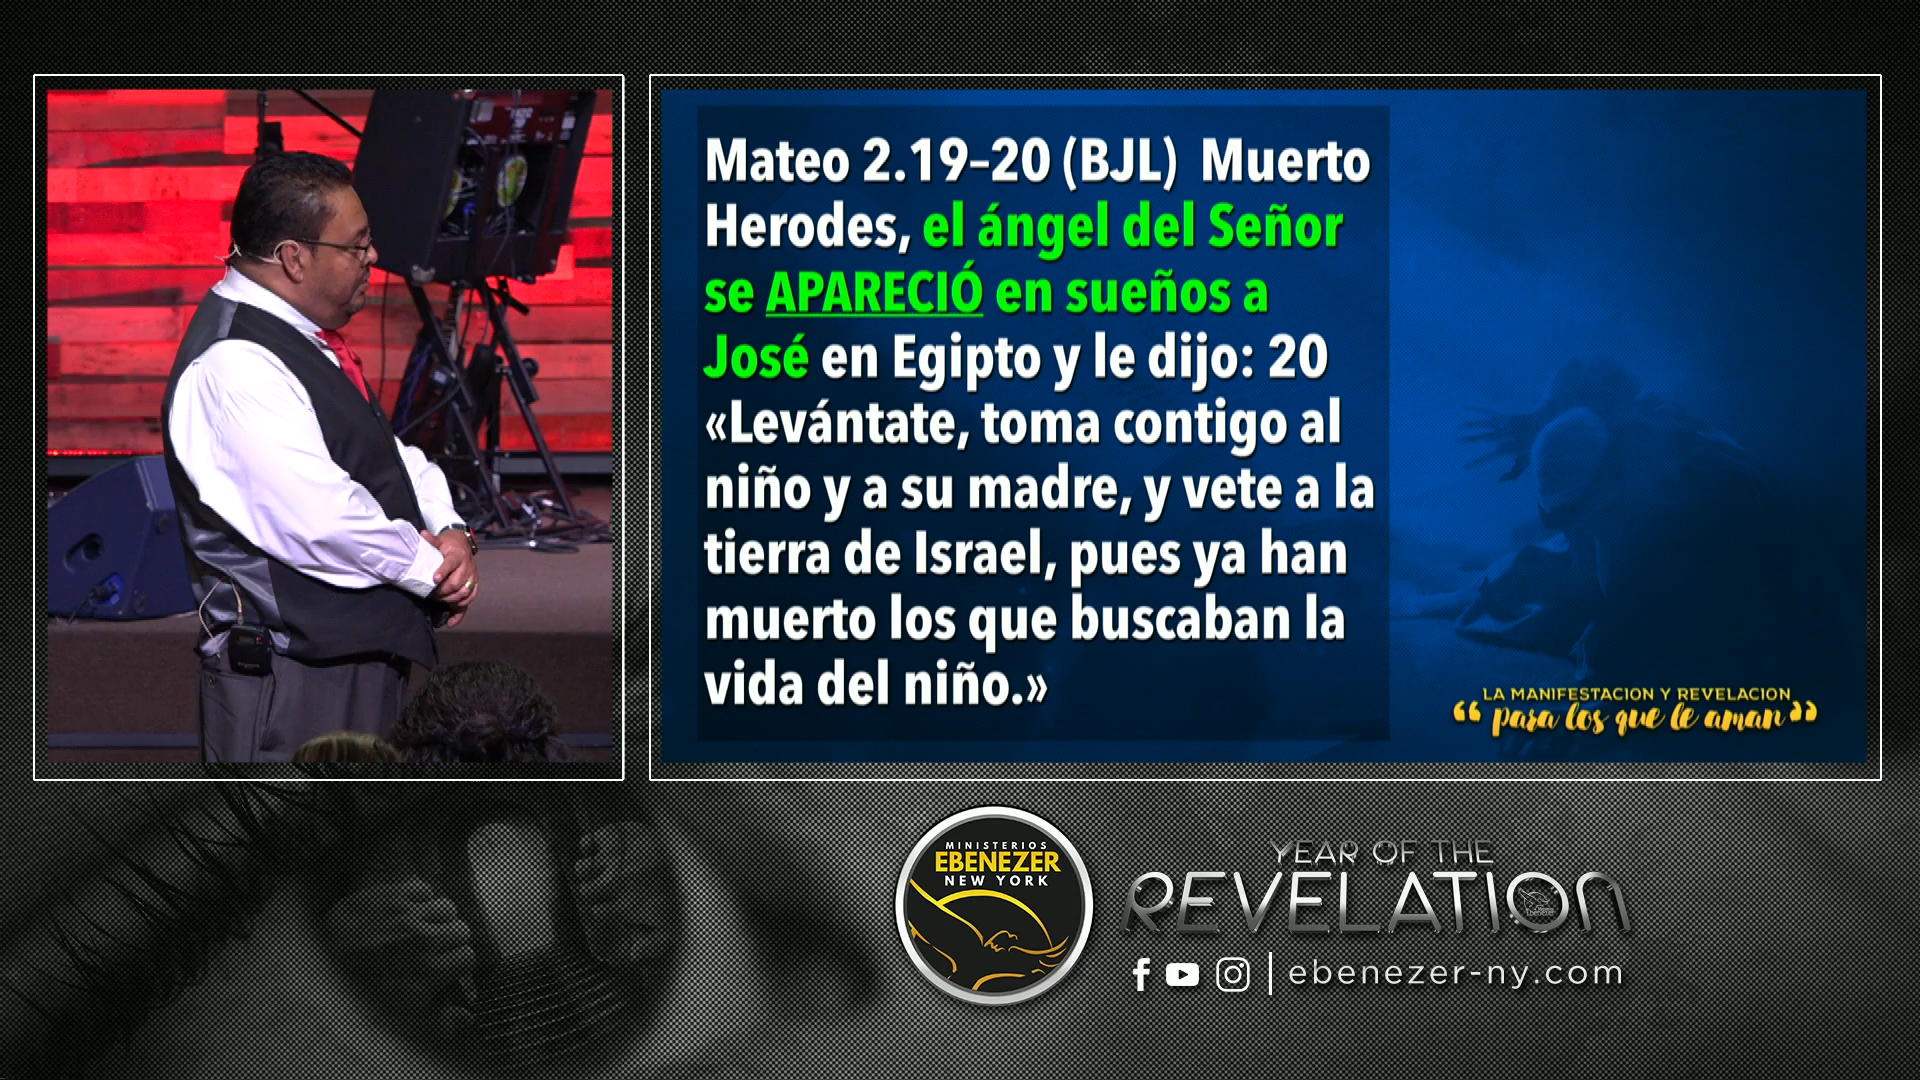 Mateo 2.19–20 (BJL) Muerto
Herodes, el ángel del Señor
se APARECIÓ en sueños a
José en Egipto y le dijo: 20
«Levántate, toma contigo al
niño y a su madre, y vete a la
tierra de Israel, pues ya han
muerto los que buscaban la
vida del niño.»
LA MANIFESTACION Y REVELACION
“para los que le aman”
MINISTERIOS
EBENEZER
NEW YORK
YEAR OF THE
REVELATION
ebenezer-ny.com